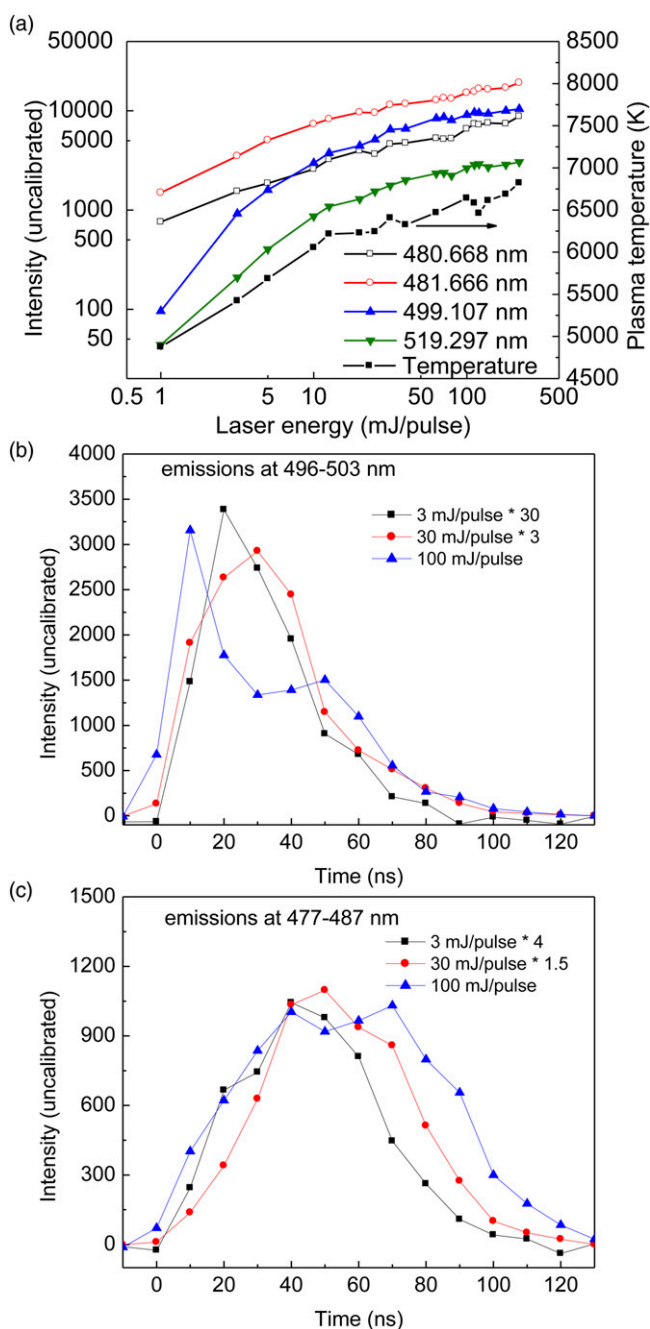 (a)
50000
10000
5000
1000
500
100
50
Intensity (uncalibrated)
8500
8000
7500
7000
6500
6000
5500
5000
4500
Plasma temperature (K)
480.668 nm
481.666 nm
499.107 nm
519.297 nm
Temperature
0.5 1 5 10 50 100 500
Laser energy (mJ/pulse)
(b)
emissions at 496-503 nm
3 mJ/pulse * 30
30 mJ/pulse * 3
100 mJ/pulse
4000
3500
3000
2500
2000
1500
1000
500
0
Intensity (uncalibrated)
0 20 40 60 80 100 120
Time (ns)
(c)
emissions at 477-487 nm
3 mJ/pulse * 4
30 mJ/pulse * 1.5
100 mJ/pulse
1500
1200
900
600
300
0
Intensity (uncalibrated)
0 20 40 60 80 100 120
Time (ns)